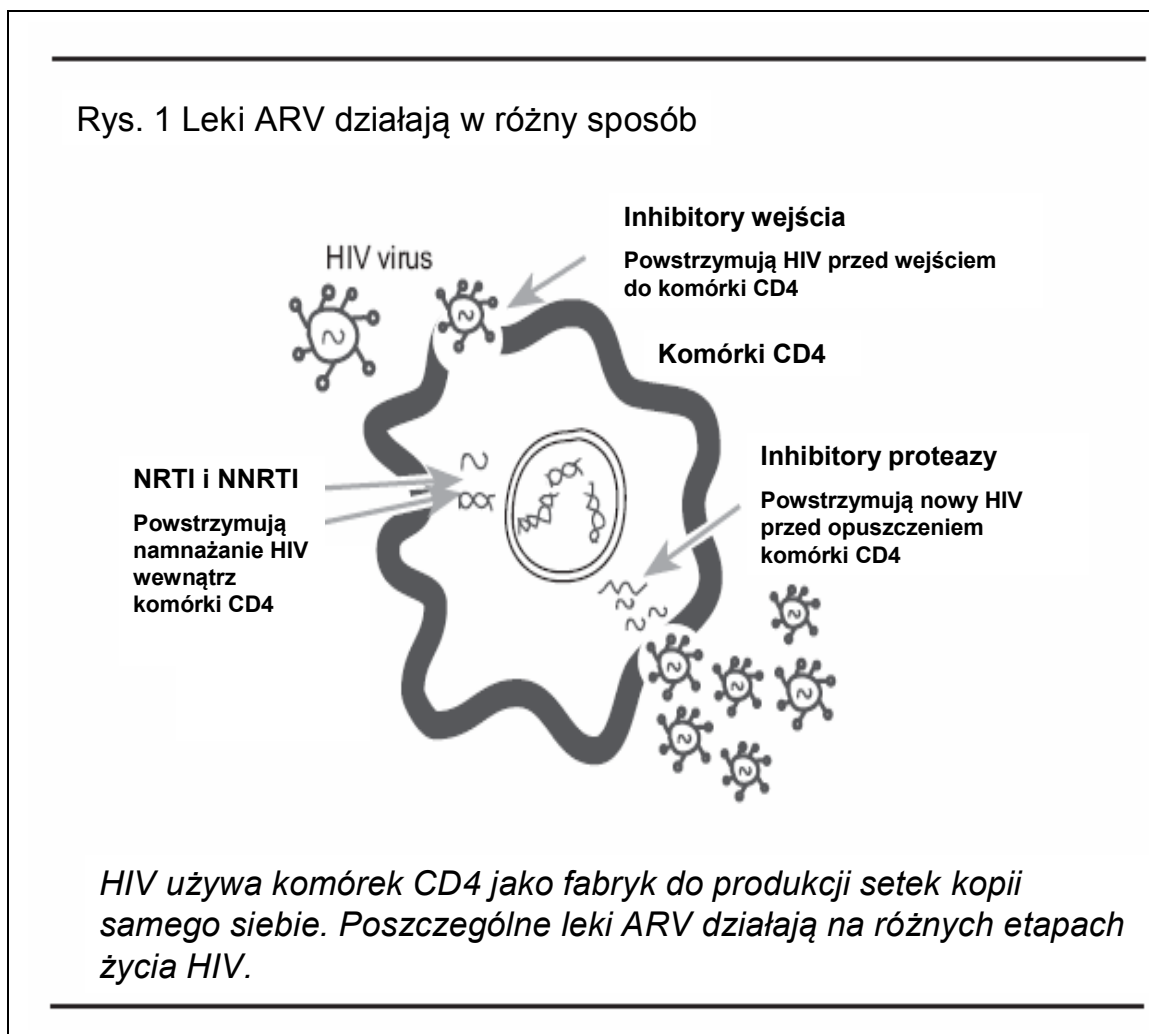 Rys. 1 Leki ARV działają w różny sposób
Inhibitory wejścia
HIV virus
Powstrzymują HIV przed wejściem
do komórki CD4
Komórki CD4
NRTI i NNRTI
Powstrzymują
namnażanie HIV
wewnątrz
komórki CD4
Inhibitory proteazy
Powstrzymują nowy HIV
przed opuszczeniem
komórki CD4
HIV używa komórek CD4 jako fabryk do produkcji setek kopii
samego siebie. Poszczególne leki ARV działają na różnych etapach
życia HIV.